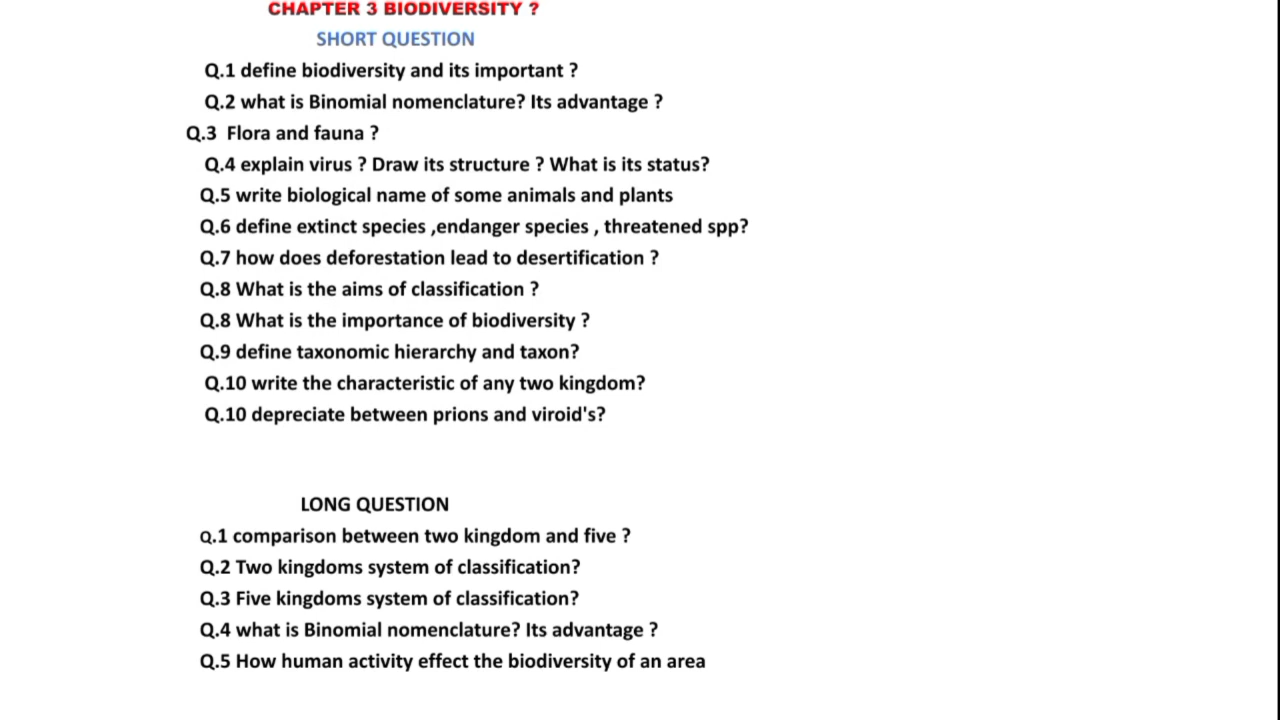 CHAPTER 3 BIODIVERSITY ?
SHORT QUESTION
Q.1 define biodiversity and its important ?
Q.2 what is Binomial nomenclature? Its advantage ?
Q.3 Flora and fauna ?
Q.4 explain virus ? Draw its structure ? What is its status?
Q.5 write biological name of some animals and plants
Q.6 define extinct species ,endanger species , threatened spp?
Q.7 how does deforestation lead to desertification ?
Q.8 What is the aims of classification ?
Q.8 What is the importance of biodiversity ?
Q.9 define taxonomic hierarchy and taxon?
Q.10 write the characteristic of any two kingdom?
Q.10 depreciate between prions and viroid's?
LONG QUESTION
Q.1 comparison between two kingdom and five ?
Q.2 Two kingdoms system of classification?
Q.3 Five kingdoms system of classification?
Q.4 what is Binomial nomenclature? Its advantage ?
Q.5 How human activity effect the biodiversity of an area